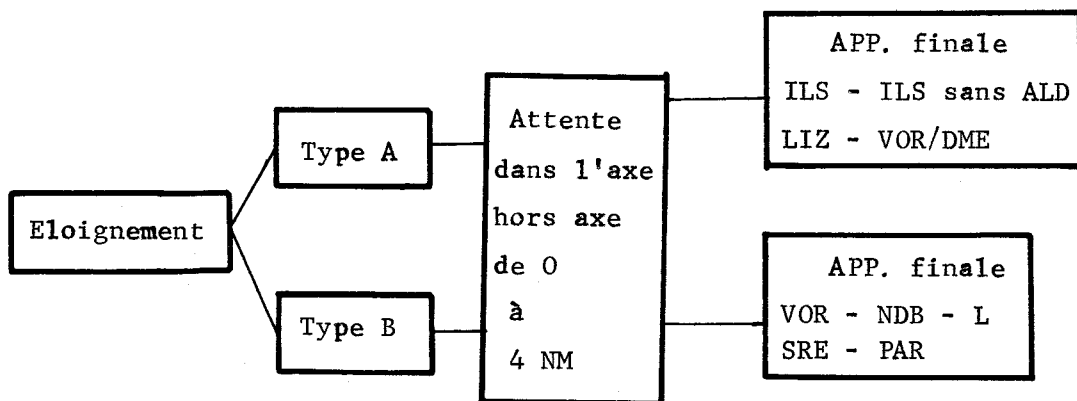 Eloignement
Type A
Type B
Attente
dans l'axe
hors axe
de O
à
4 NM
APP. finale
ILS - ILS sans ALD
LIZ - VOR/DME
APP. finale
VOR - NDB - L
SRE - PAR